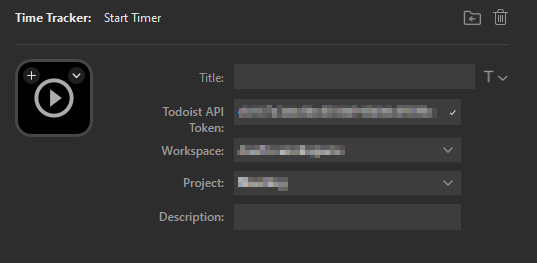 Time Tracker: Start Timer
Title:
T
Todoist API
Token:
Workspace:
Project:
Description: